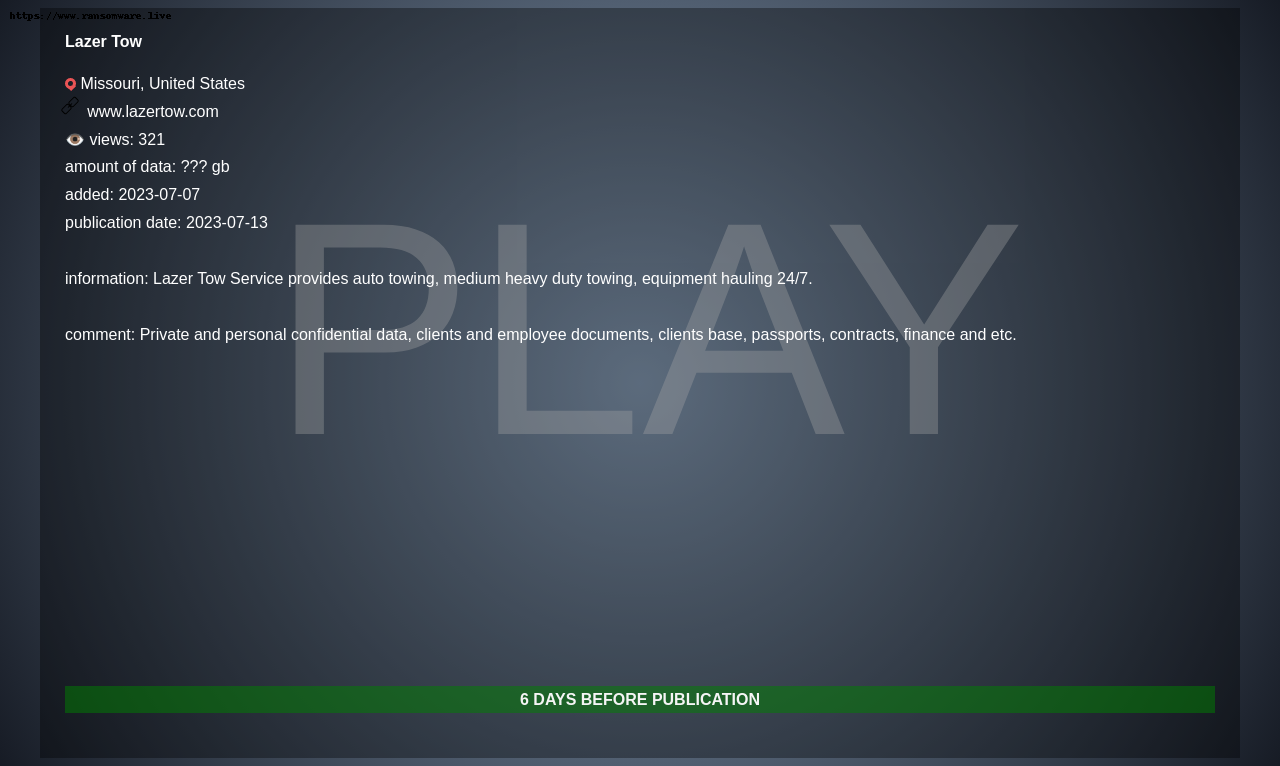 https://www.ransomware.live
Lazer Tow
Missouri, United States
www.lazertow.com
views: 321
amount of data: ??? gb
added: 2023-07-07
publication date: 2023-07-13
PLAY
information: Lazer Tow Service provides auto towing, medium heavy duty towing, equipment hauling 24/7.
comment: Private and personal confidential data, clients and employee documents, clients base, passports, contracts, finance and etc.
6 DAYS BEFORE PUBLICATION